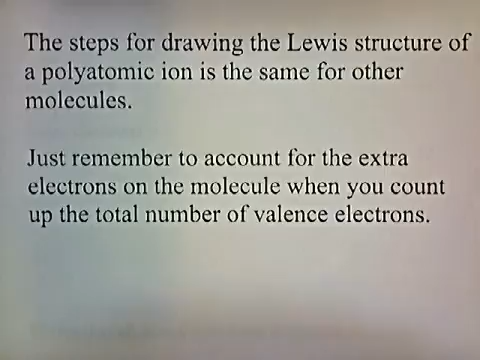 The steps for drawing the Lewis structure of
a polyatomic ion is the same for other
molecules.
Just remember to account for the extra
electrons on the molecule when you count
up the total number of valence electrons.